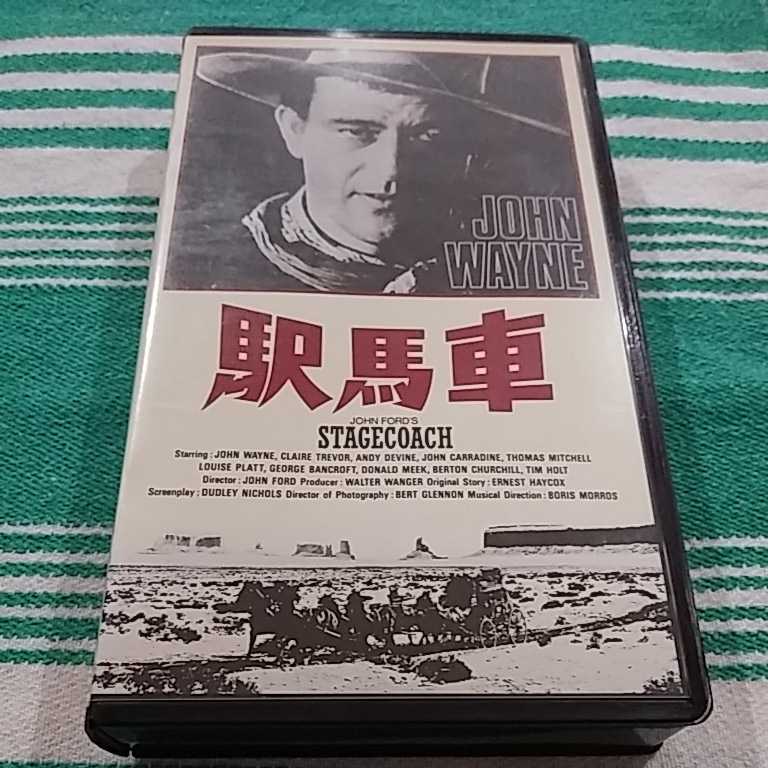 JOHN
WAYNE
駅馬車
JOHN FORD'S
STAGECOACH
Starring : JOHN WAYNE, CLAIRE TREVOR, ANDY DEVINE, JOHN CARRADINE, THOMAS MITCHELL
LOUISE PLATT, GEORGE BANCROFT, DONALD MEEK, BERTON CHURCHILL, TIM HOLT
Director : JOHN FORD Producer : WALTER WANGER Original Story : ERNEST HAYCOX
Screenplay : DUDLEY NICHOLS Director of Photography : BERT GLENNON Musical Direction : BORIS MORROS